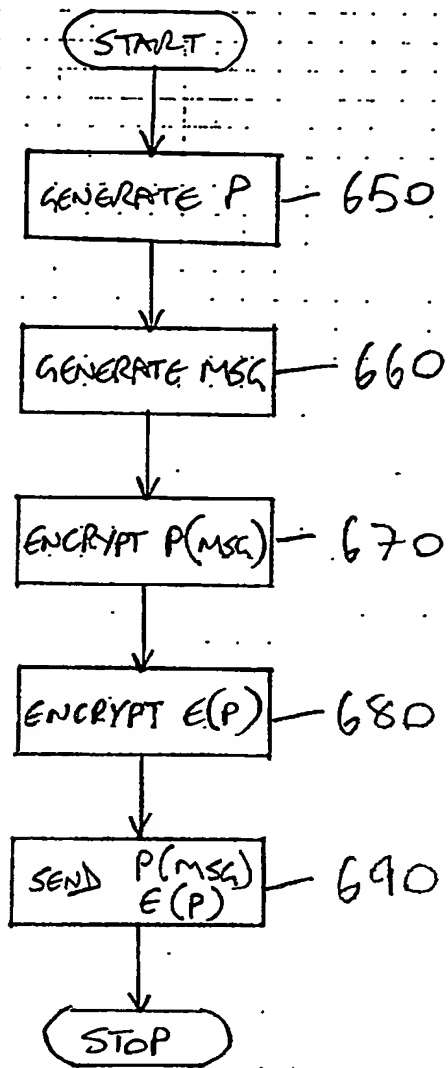 START
GENERATE P 650
GENERATE MSG 660
ENCRYPT P(MSG) 670
ENCRYPT E(P) 680
SEND P(MSG) 690
E(P)
STOP